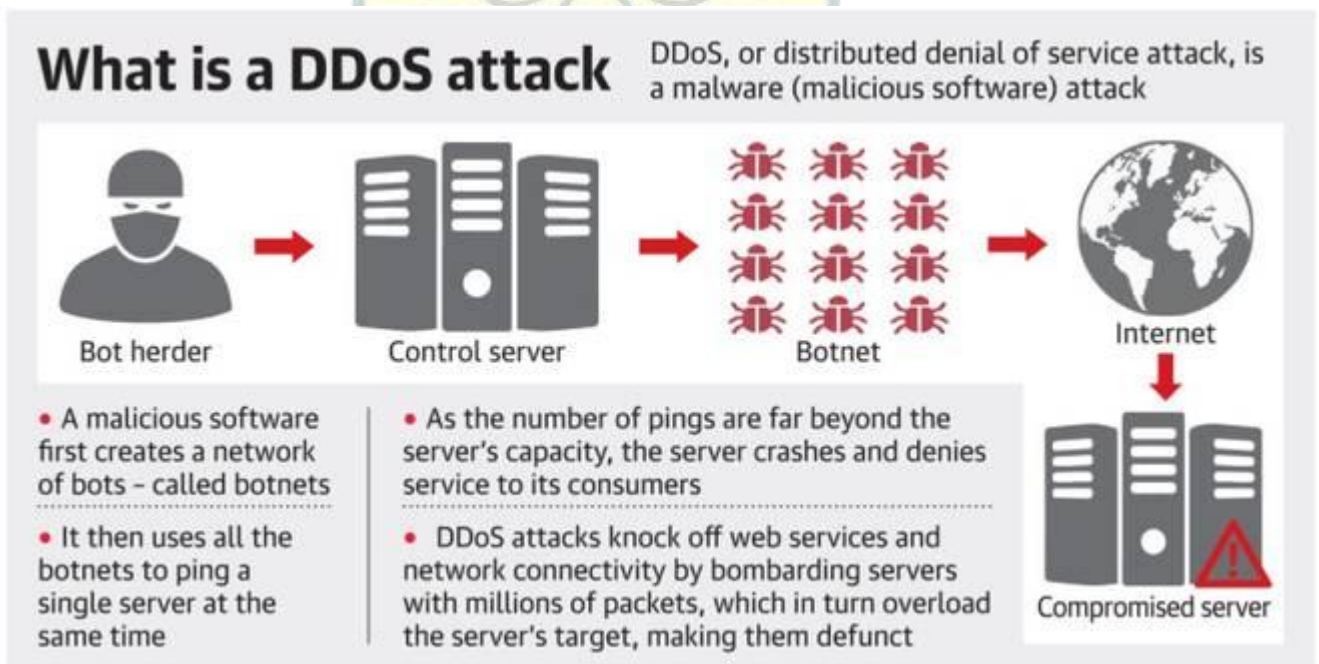 What is a DDoS attack
DDoS, or distributed denial of service attack, is
a malware (malicious software) attack
Bot herder
Control server
Botnet
Internet
Compromised server
• A malicious software
first creates a network
of bots – called botnets
• It then uses all the
botnets to ping a
single server at the
same time
• As the number of pings are far beyond the
server's capacity, the server crashes and denies
service to its consumers
• DDoS attacks knock off web services and
network connectivity by bombarding servers
with millions of packets, which in turn overload
the server's target, making them defunct